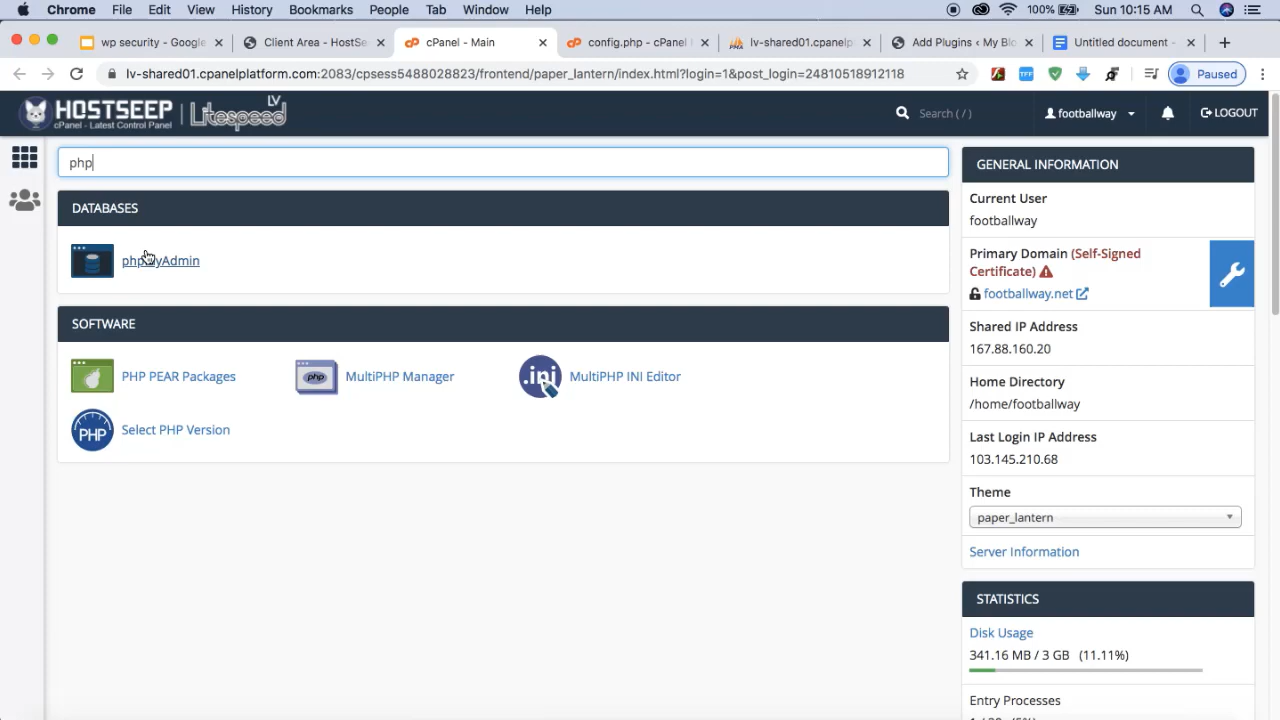 Chrome File Edit View History Bookmarks People Tab Window Help 100% Sun 10:15 AM
wp security - Google Client Area - HostSe cPanel - Main config.php - cPanel lv-shared01.cpanelp Add Plugins ‹ My Blo Untitled document -
lv-shared01.cpanelplatform.com:2083/cpsess5488028823/frontend/paper_lantern/index.html?login=1&post_login=24810518912118 TFF Paused
HOSTSEEP Litespeed LV Search ( / ) footballway LOGOUT
cPanel - Latest Control Panel
php
DATABASES
phpMyAdmin
SOFTWARE
PHP PEAR Packages
php MultiPHP Manager
.ini MultiPHP INI Editor
PHP Select PHP Version
GENERAL INFORMATION
Current User
footballway
Primary Domain (Self-Signed
Certificate)
footballway.net
Shared IP Address
167.88.160.20
Home Directory
/home/footballway
Last Login IP Address
103.145.210.68
Theme
paper_lantern
Server Information
STATISTICS
Disk Usage
341.16 MB / 3 GB (11.11%)
Entry Processes